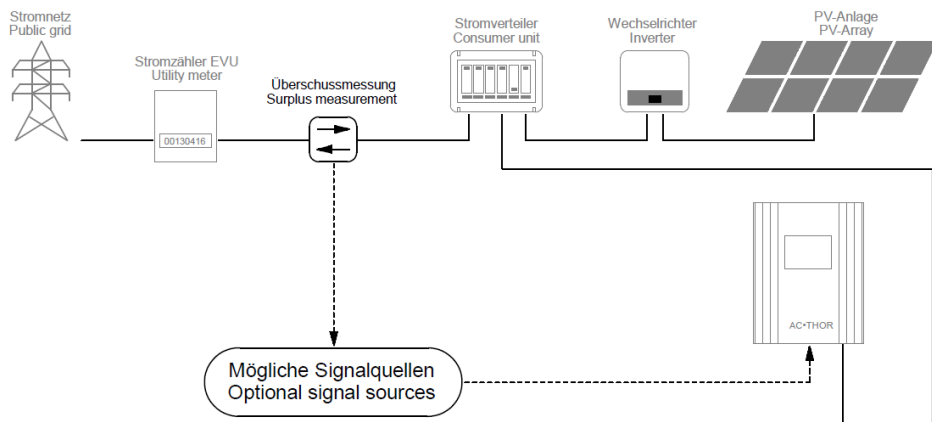 Stromnetz
Public grid
Stromzähler EVU
Utility meter
00130416
Überschussmessung
Surplus measurement
Stromverteiler
Consumer unit
Wechselrichter
Inverter
PV-Anlage
PV-Array
AC•THOR
Mögliche Signalquellen
Optional signal sources